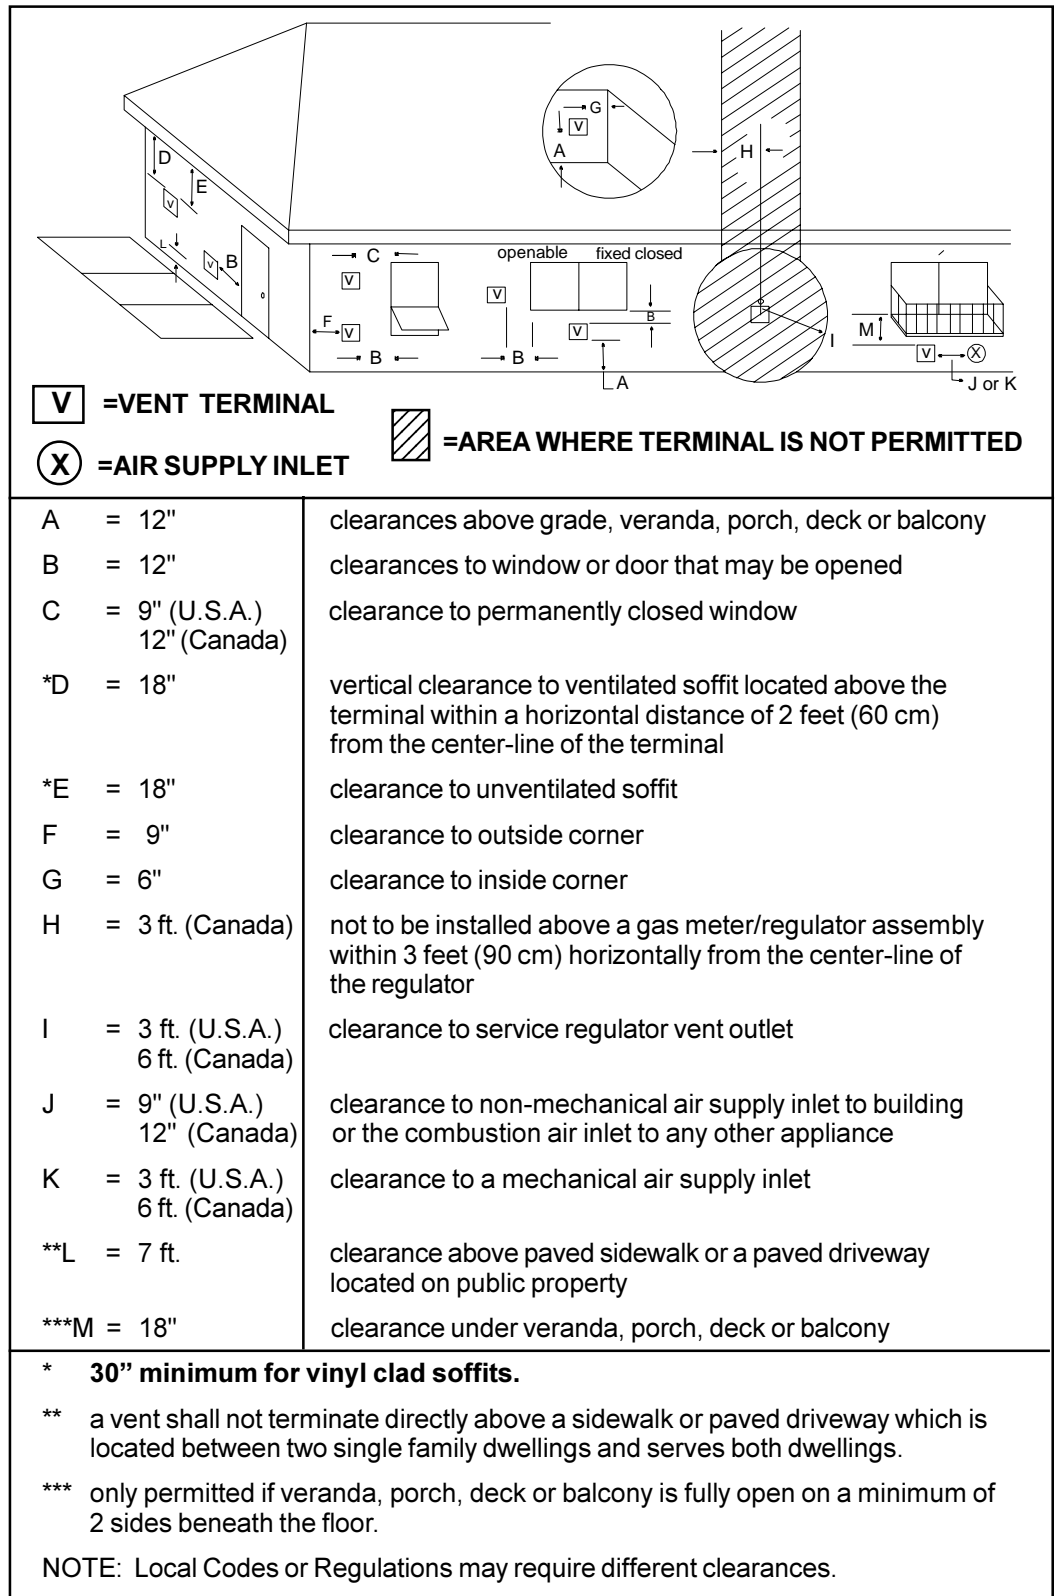 G
V
A
H
D
E
V
L
V
B
C
openable
fixed closed
V
V
B
F
V
V
B
B
A
I
M
V
X
J or K
V =VENT TERMINAL
X =AIR SUPPLY INLET
=AREA WHERE TERMINAL IS NOT PERMITTED
A = 12" clearances above grade, veranda, porch, deck or balcony
B = 12" clearances to window or door that may be opened
C = 9" (U.S.A.) clearance to permanently closed window
12" (Canada)
*D = 18" vertical clearance to ventilated soffit located above the
terminal within a horizontal distance of 2 feet (60 cm)
from the center-line of the terminal
*E = 18" clearance to unventilated soffit
F = 9" clearance to outside corner
G = 6" clearance to inside corner
H = 3 ft. (Canada) not to be installed above a gas meter/regulator assembly
within 3 feet (90 cm) horizontally from the center-line of
the regulator
I = 3 ft. (U.S.A.) clearance to service regulator vent outlet
6 ft. (Canada)
J = 9" (U.S.A.) clearance to non-mechanical air supply inlet to building
12" (Canada) or the combustion air inlet to any other appliance
K = 3 ft. (U.S.A.) clearance to a mechanical air supply inlet
6 ft. (Canada)
**L = 7 ft. clearance above paved sidewalk or a paved driveway
located on public property
***M = 18" clearance under veranda, porch, deck or balcony
* 30” minimum for vinyl clad soffits.
** a vent shall not terminate directly above a sidewalk or paved driveway which is
located between two single family dwellings and serves both dwellings.
*** only permitted if veranda, porch, deck or balcony is fully open on a minimum of
2 sides beneath the floor.
NOTE: Local Codes or Regulations may require different clearances.